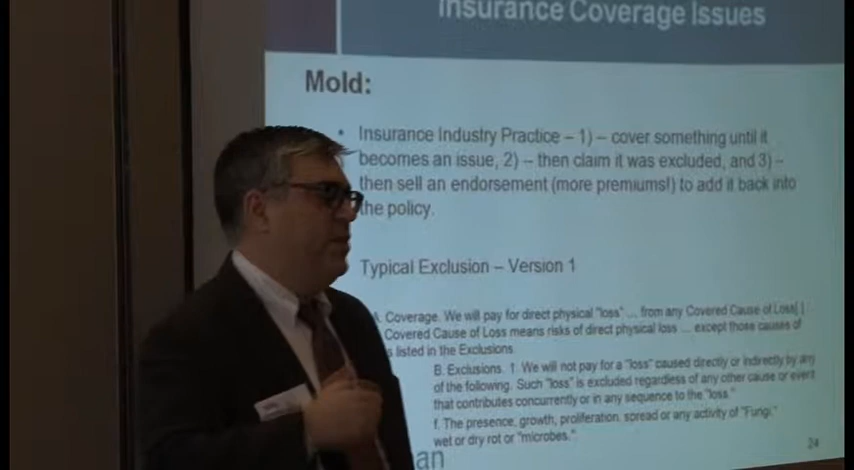 Insurance Coverage Issues
Mold:
• Insurance Industry Practice – 1) – cover something until it
becomes an issue, 2) – then claim it was excluded, and 3) –
then sell an endorsement (more premiums!) to add it back into
the policy.
Typical Exclusion – Version 1
A. Coverage. We will pay for direct physical "loss" ... from any Covered Cause of Loss[.]
Covered Cause of Loss means risks of direct physical loss ... except those causes of
listed in the Exclusions.
B. Exclusions. 1. We will not pay for a "loss" caused directly or indirectly by any
of the following. Such "loss" is excluded regardless of any other cause or event
that contributes concurrently or in any sequence to the "loss."
f. The presence, growth, proliferation, spread or any activity of "Fungi,"
wet or dry rot or "microbes."
24
an